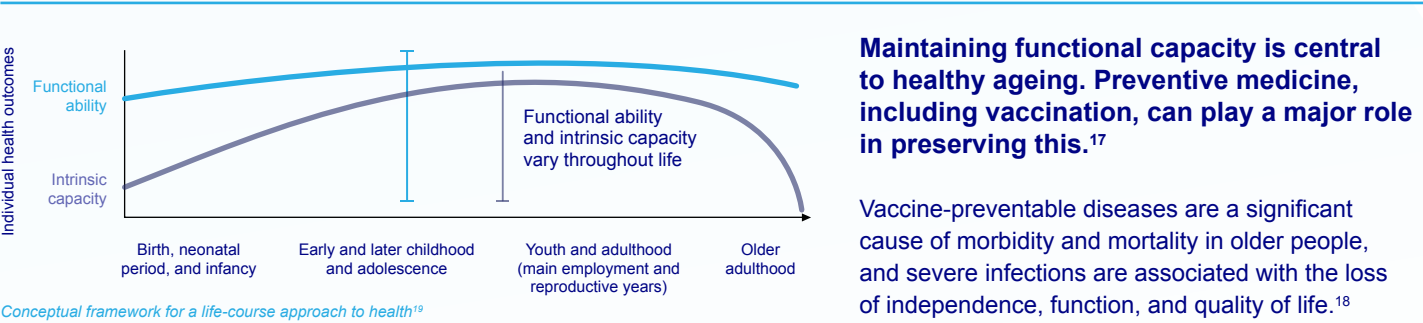 Individual health outcomes
Functional
ability
Intrinsic
capacity
Functional ability
and intrinsic capacity
vary throughout life
Birth, neonatal
period, and infancy
Early and later childhood
and adolescence
Youth and adulthood
(main employment and
reproductive years)
Older
adulthood
Conceptual framework for a life-course approach to health19
Maintaining functional capacity is central
to healthy ageing. Preventive medicine,
including vaccination, can play a major role
in preserving this.17
Vaccine-preventable diseases are a significant
cause of morbidity and mortality in older people,
and severe infections are associated with the loss
of independence, function, and quality of life.18